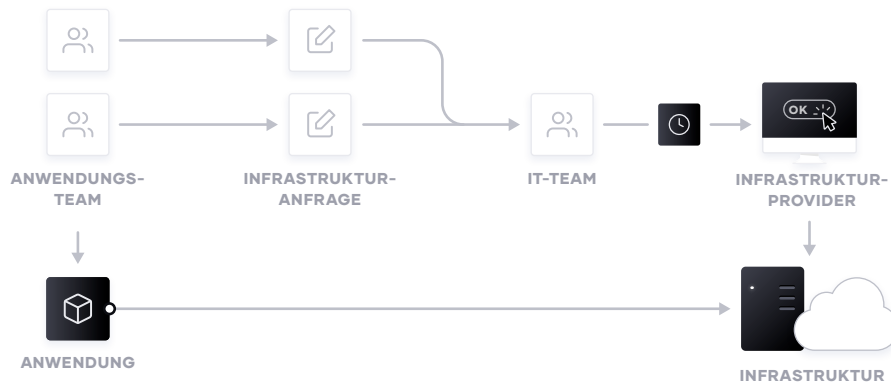 OK
ANWENDUNGS-
TEAM
INFRASTRUKTUR-
ANFRAGE
IT-TEAM
INFRASTRUKTUR-
PROVIDER
ANWENDUNG
INFRASTRUKTUR